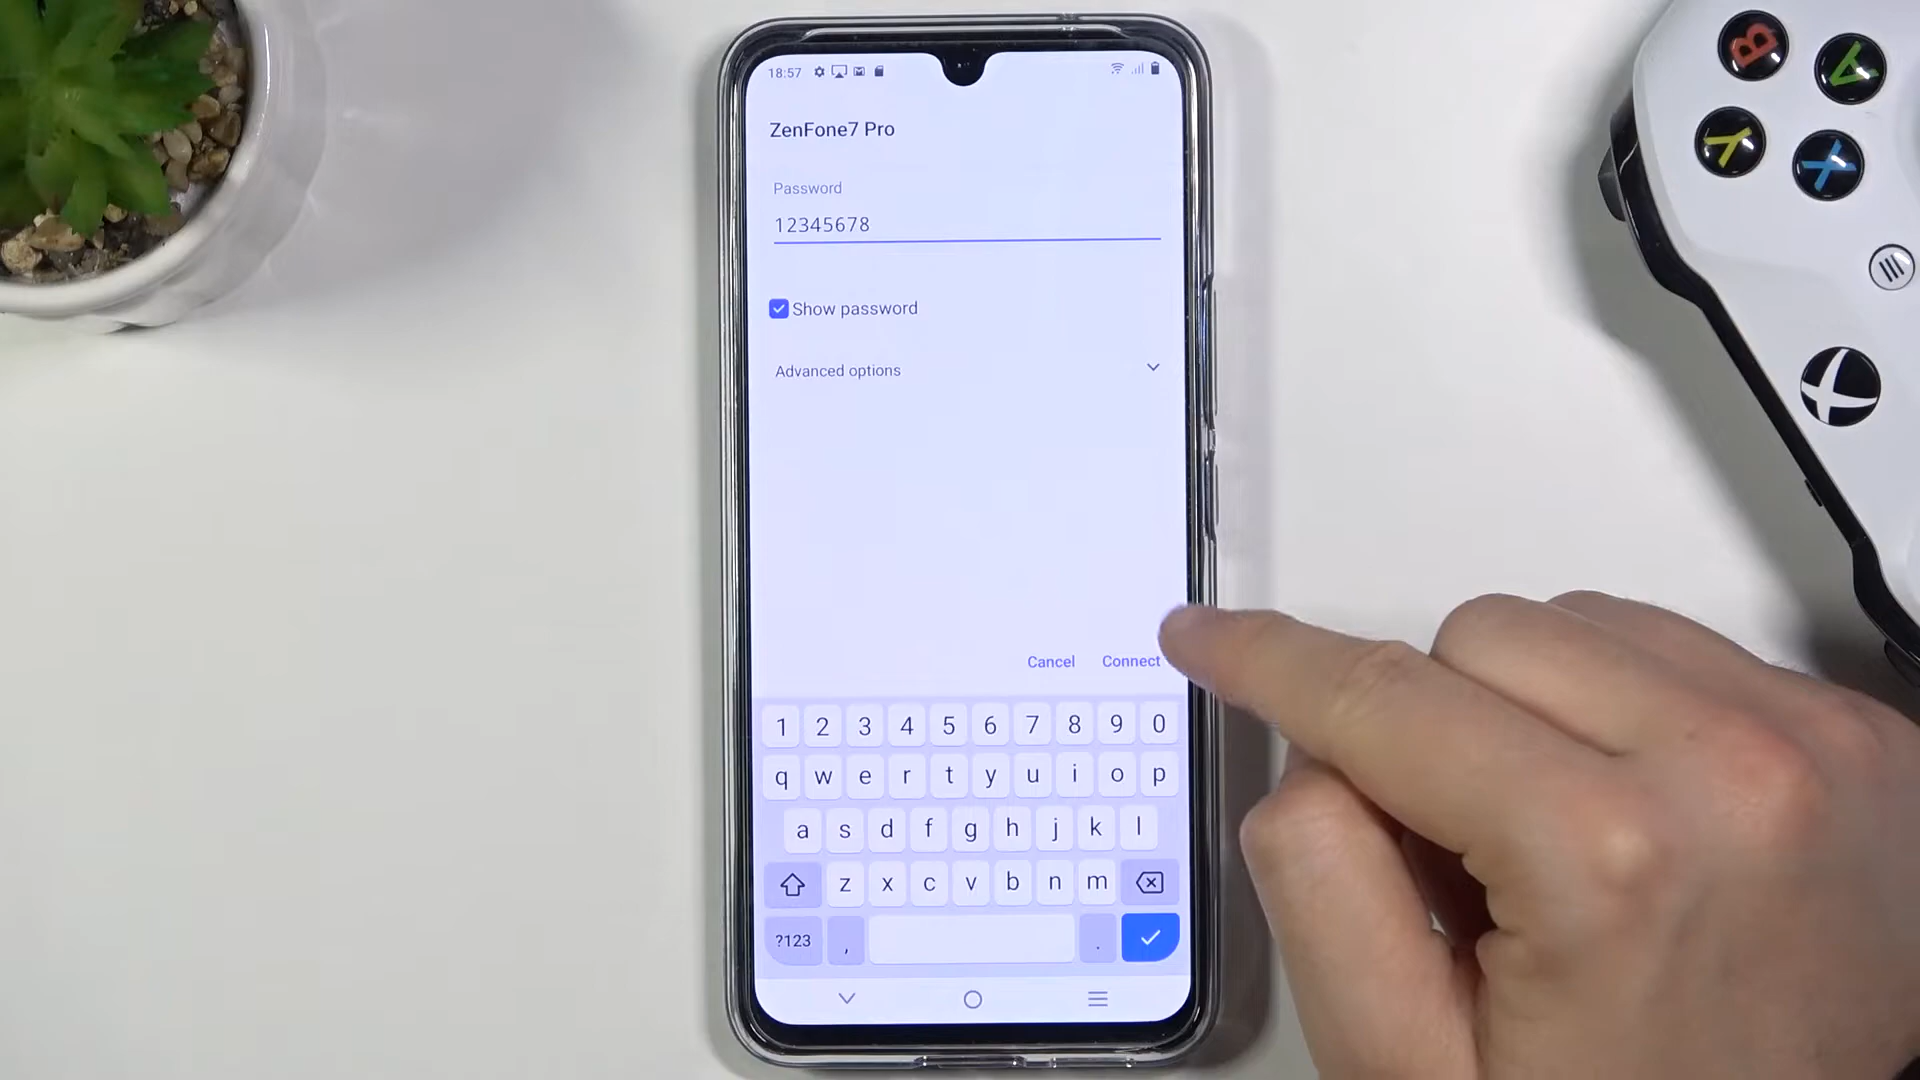 18:57
ZenFone7 Pro
Password
12345678
Show password
Advanced options
Cancel Connect
1 2 3 4 5 6 7 8 9 0
q w e r t y u i o p
a s d f g h j k l
z x c v b n m
?123 , .
B
A
Y
X